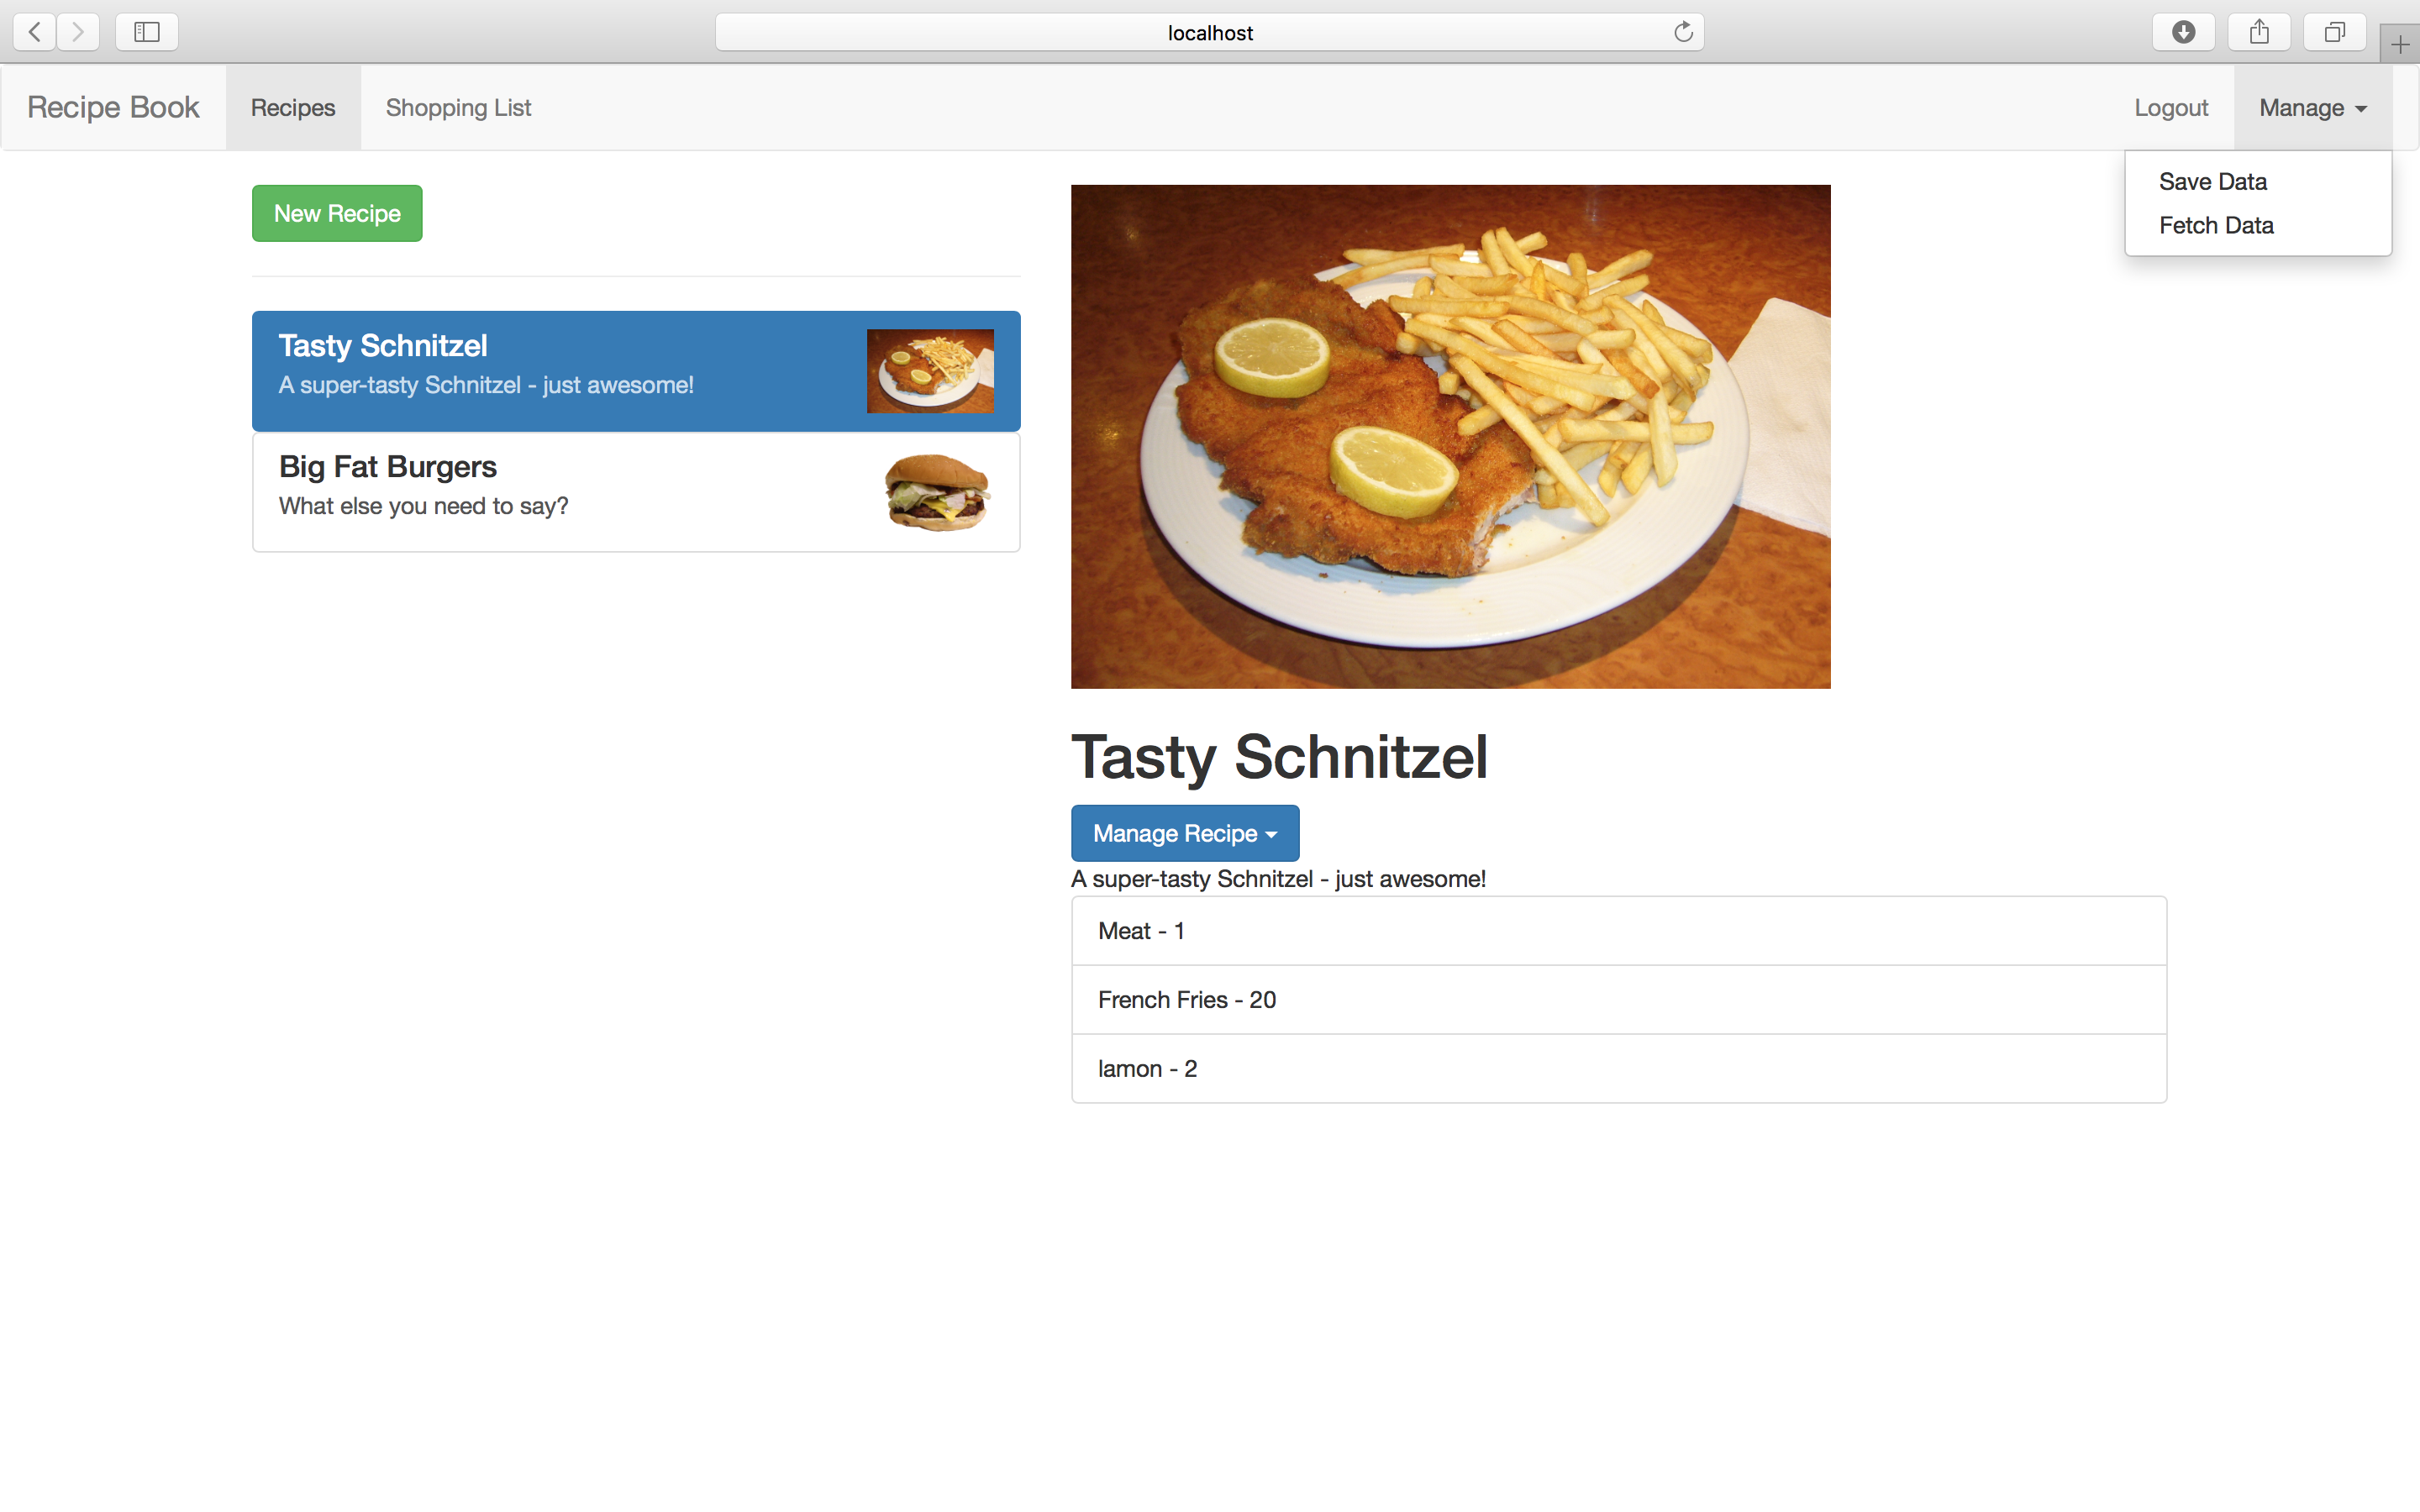 localhost
Recipe Book
Recipes
Shopping List
Logout
Manage
Save Data
Fetch Data
New Recipe
Tasty Schnitzel
A super-tasty Schnitzel - just awesome!
Big Fat Burgers
What else you need to say?
Tasty Schnitzel
Manage Recipe
A super-tasty Schnitzel - just awesome!
Meat - 1
French Fries - 20
lamon - 2